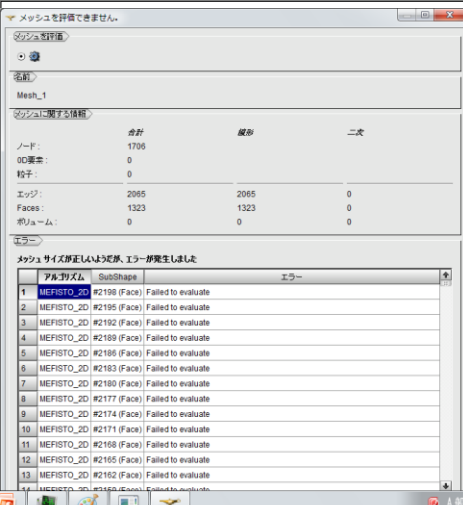 メッシュを評価できません。
メッシュを評価
名前
Mesh_1
メッシュに関する情報
合計 線形 二次
ノード: 1706
0D要素: 0
粒子: 0
エッジ: 2065 2065 0
Faces: 1323 1323 0
ボリューム: 0 0 0
エラー
メッシュ サイズが正しいようだが、エラーが発生しました
アルゴリズム SubShape エラー
1 MEFISTO_2D #2198 (Face) Failed to evaluate
2 MEFISTO_2D #2195 (Face) Failed to evaluate
3 MEFISTO_2D #2192 (Face) Failed to evaluate
4 MEFISTO_2D #2189 (Face) Failed to evaluate
5 MEFISTO_2D #2186 (Face) Failed to evaluate
6 MEFISTO_2D #2183 (Face) Failed to evaluate
7 MEFISTO_2D #2180 (Face) Failed to evaluate
8 MEFISTO_2D #2177 (Face) Failed to evaluate
9 MEFISTO_2D #2174 (Face) Failed to evaluate
10 MEFISTO_2D #2171 (Face) Failed to evaluate
11 MEFISTO_2D #2168 (Face) Failed to evaluate
12 MEFISTO_2D #2165 (Face) Failed to evaluate
13 MEFISTO_2D #2162 (Face) Failed to evaluate
14 MEFISTO_2D #2159 (Face) Failed to evaluate